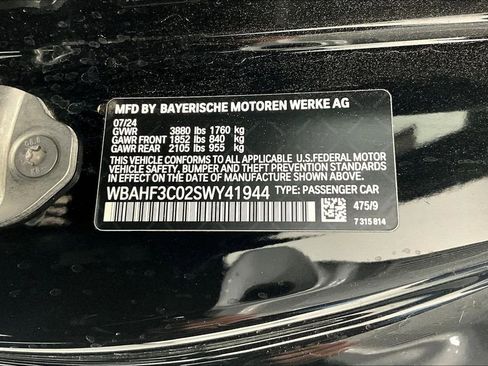 MFD BY BAYERISCHE MOTOREN WERKE AG
07/24
GVWR 3880 lbs 1760 kg
GAWR FRONT 1852 lbs 840 kg
GAWR REAR 2105 lbs 955 kg
THIS VEHICLE CONFORMS TO ALL APPLICABLE U.S. FEDERAL MOTOR
VEHICLE SAFETY, BUMPER, AND THEFT PREVENTION STANDARDS IN
EFFECT ON THE DATE OF MANUFACTURE SHOWN ABOVE.
WBAHF3C02SWY41944 TYPE: PASSENGER CAR
475/9
7 315 814